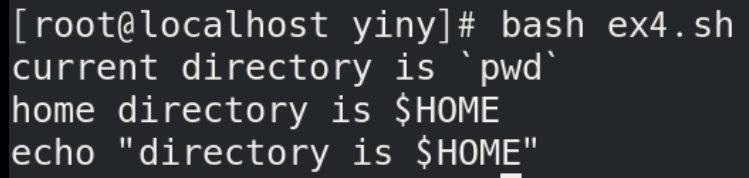 [root@localhost yiny]# bash ex4.sh
current directory is `pwd`
home directory is $HOME
echo "directory is $HOME"